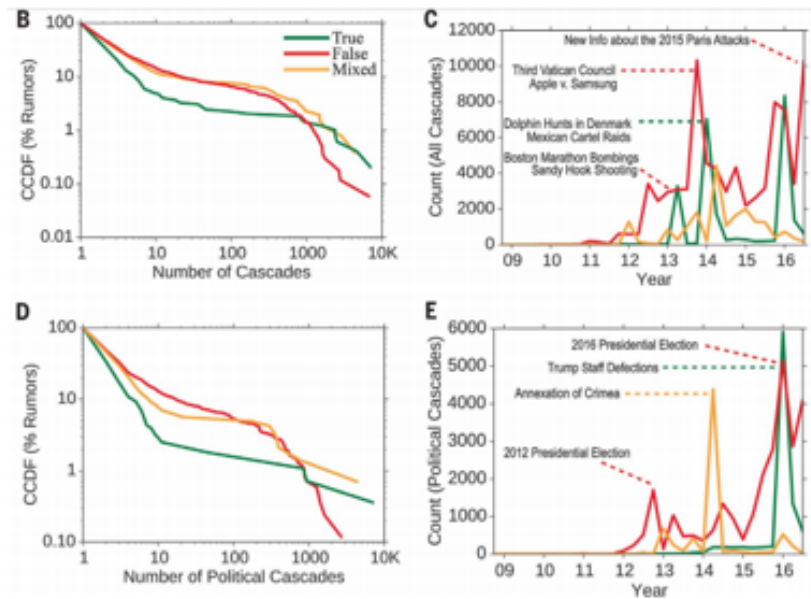 B
100
10
1
0.10
0.01
CCDF (% Rumors)
True
False
Mixed
1 10 100 1000 10K
Number of Cascades
C
12000
10000
8000
6000
4000
2000
0
Count (All Cascades)
New Info about the 2015 Paris Attacks
Third Vatican Council
Apple v. Samsung
Dolphin Hunts in Denmark
Mexican Cartel Raids
Boston Marathon Bombings
Sandy Hook Shooting
09 10 11 12 13 14 15 16
Year
D
100
10
1
0.10
CCDF (% Rumors)
1 10 100 1000 10K
Number of Political Cascades
E
6000
5000
4000
3000
2000
1000
0
Count (Political Cascades)
2016 Presidential Election
Trump Staff Defections
Annexation of Crimea
2012 Presidential Election
09 10 11 12 13 14 15 16
Year